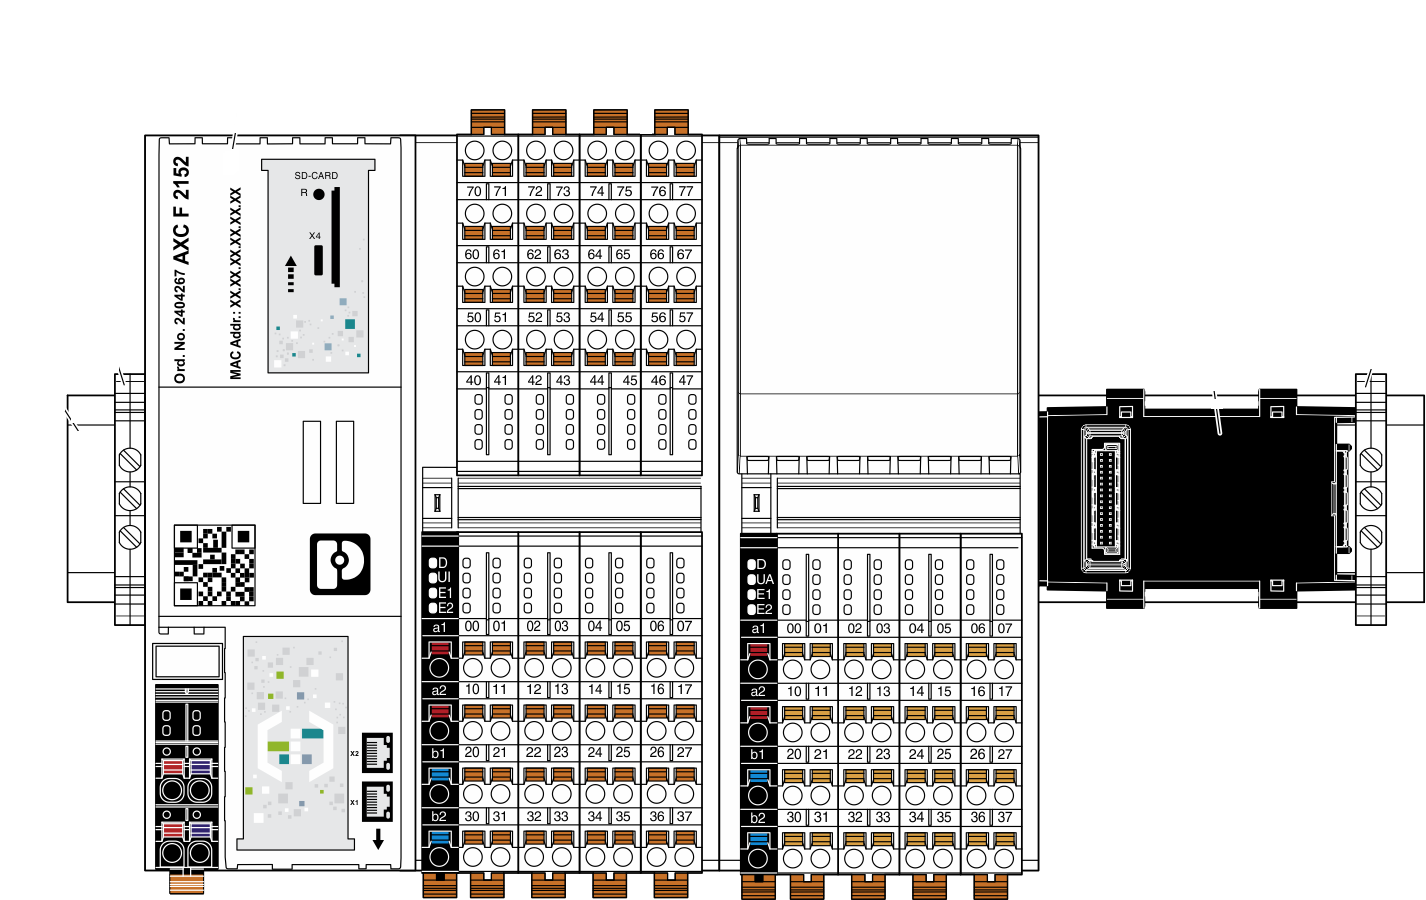 Ord. No. 2404267 AXC F 2152
MAC Addr.: XX.XX.XX.XX.XX.XX
SD-CARD
R
X4
X2
X1
70 71 72 73 74 75 76 77
60 61 62 63 64 65 66 67
50 51 52 53 54 55 56 57
40 41 42 43 44 45 46 47
D
UI
E1
E2
a1 00 01 02 03 04 05 06 07
a2 10 11 12 13 14 15 16 17
b1 20 21 22 23 24 25 26 27
b2 30 31 32 33 34 35 36 37
D
UA
E1
E2
a1 00 01 02 03 04 05 06 07
a2 10 11 12 13 14 15 16 17
b1 20 21 22 23 24 25 26 27
b2 30 31 32 33 34 35 36 37